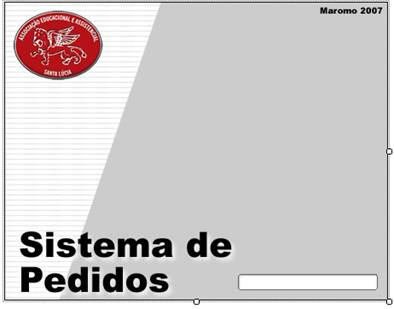 Maromo 2007
ASSOCIAÇÃO EDUCACIONAL E ASSISTENCIAL
SANTA LÚCIA
Sistema de
Pedidos